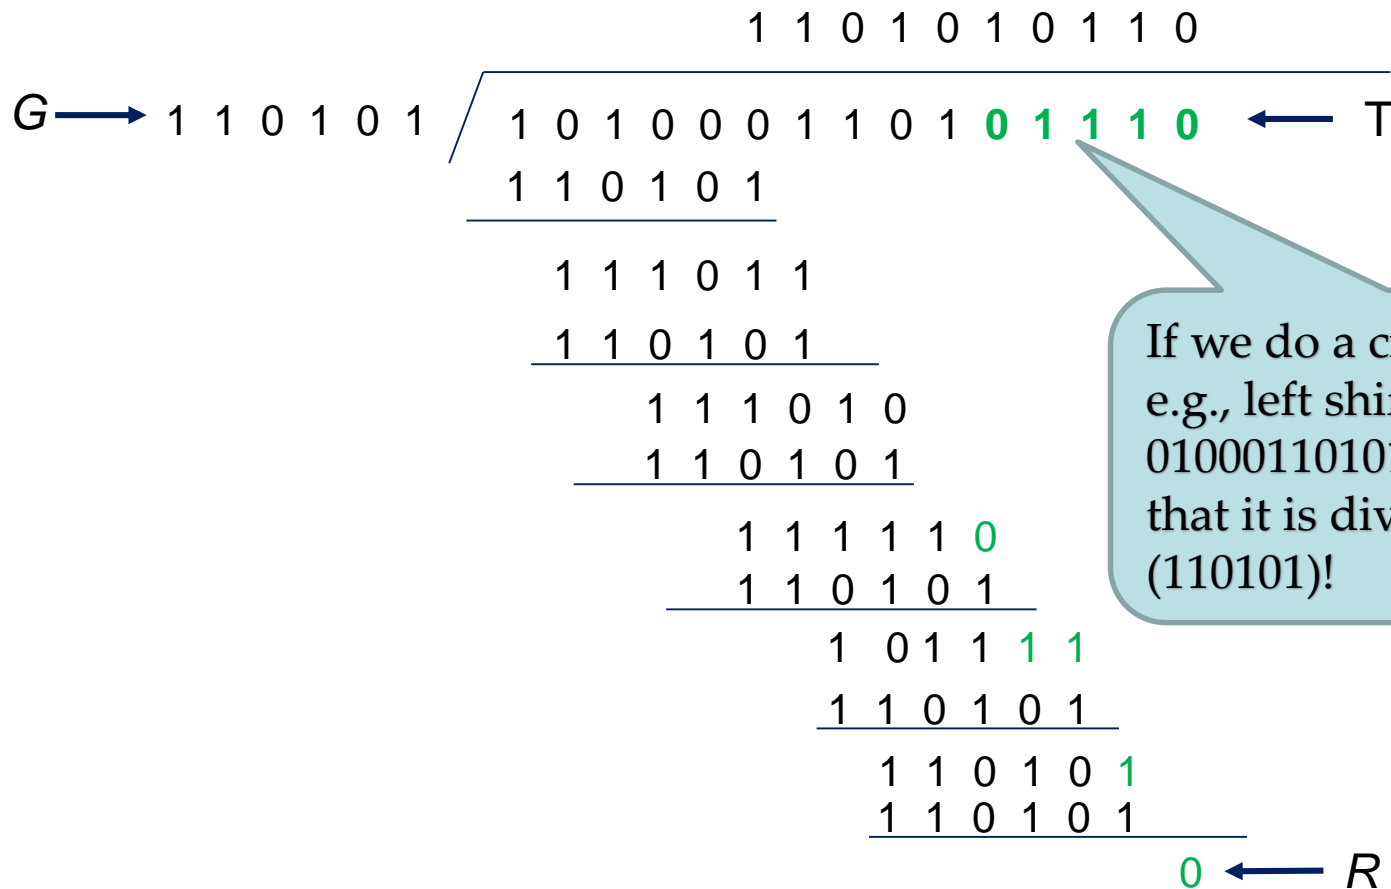 1 1 0 1 0 1 0 1 1 0
G 1 1 0 1 0 1 1 0 1 0 0 0 1 1 0 1 0 1 1 1 0 T
1 1 0 1 0 1
1 1 1 0 1 1
1 1 0 1 0 1
1 1 1 0 1 0
1 1 0 1 0 1
1 1 1 1 1 0
1 1 0 1 0 1
1 0 1 1 1 1
1 1 0 1 0 1
1 1 0 1 0 1
1 1 0 1 0 1
0 R
If we do a
e.g., left
0100011010
that it is
(110101)!